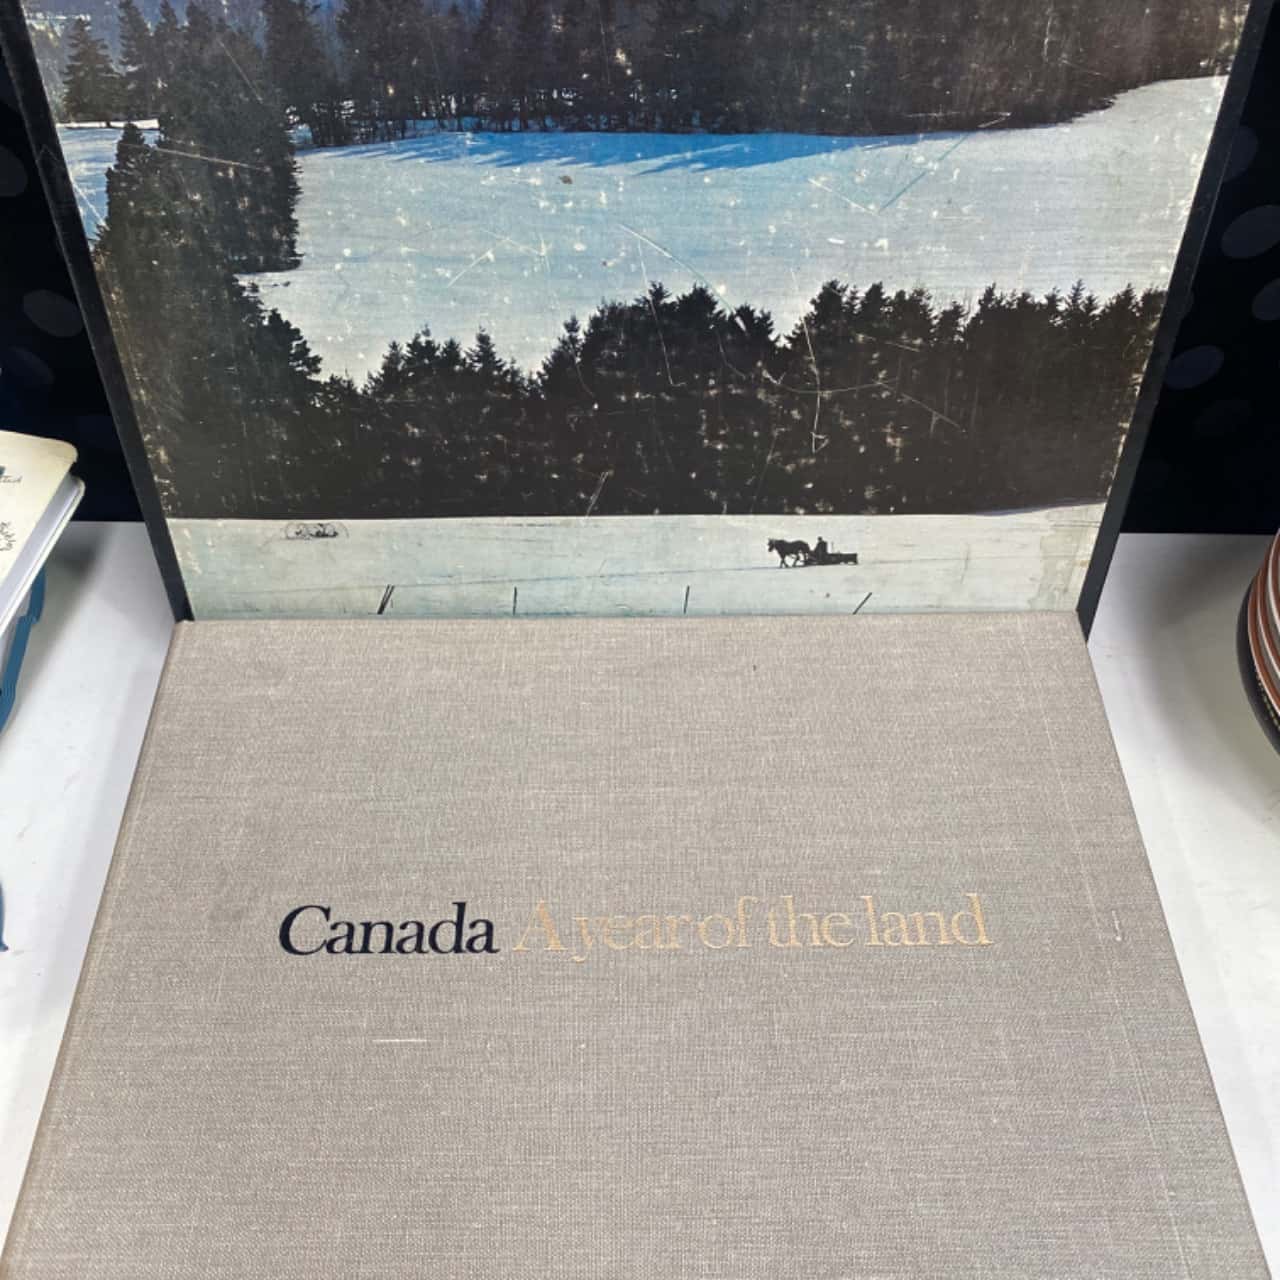 Canada A year of the land